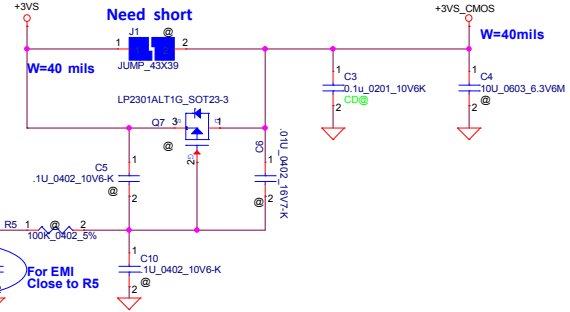 +3VS
Need short
+3VS_CMOS
J1
@
1
2
W=40mils
W=40 mils
JUMP_43X39
1
C3
0.1u_0201_10V6K
CD@
2
1
C4
10U_0603_6.3V6M
@
2
LP2301ALT1G_SOT23-3
Q7
3
S
D
1
@
G
2
C5
1
.1U_0402_10V6-K
@
2
C6
1
.01U_0402_16V7-K
@
2
R5
1
@
2
100K_0402_5%
C10
1
.1U_0402_10V6-K
@
2
For EMI
Close to R5